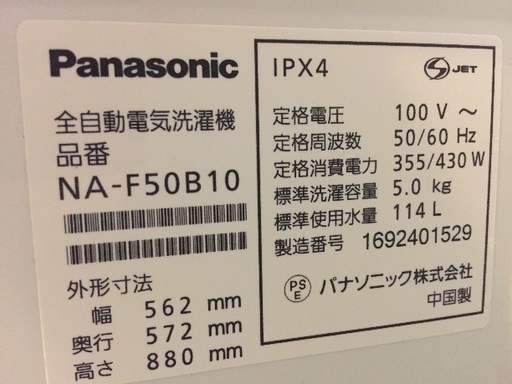 Panasonic
全自動電気洗濯機
品番
NA-F50B10
外形寸法
幅 562 mm
奥行 572 mm
高さ 880 mm
IPX4
S JET
定格電圧 100 V ～
定格周波数 50/60 Hz
定格消費電力 355/430 W
標準洗濯容量 5.0 kg
標準使用水量 114 L
製造番号 1692401529
PS E パナソニック株式会社
中国製